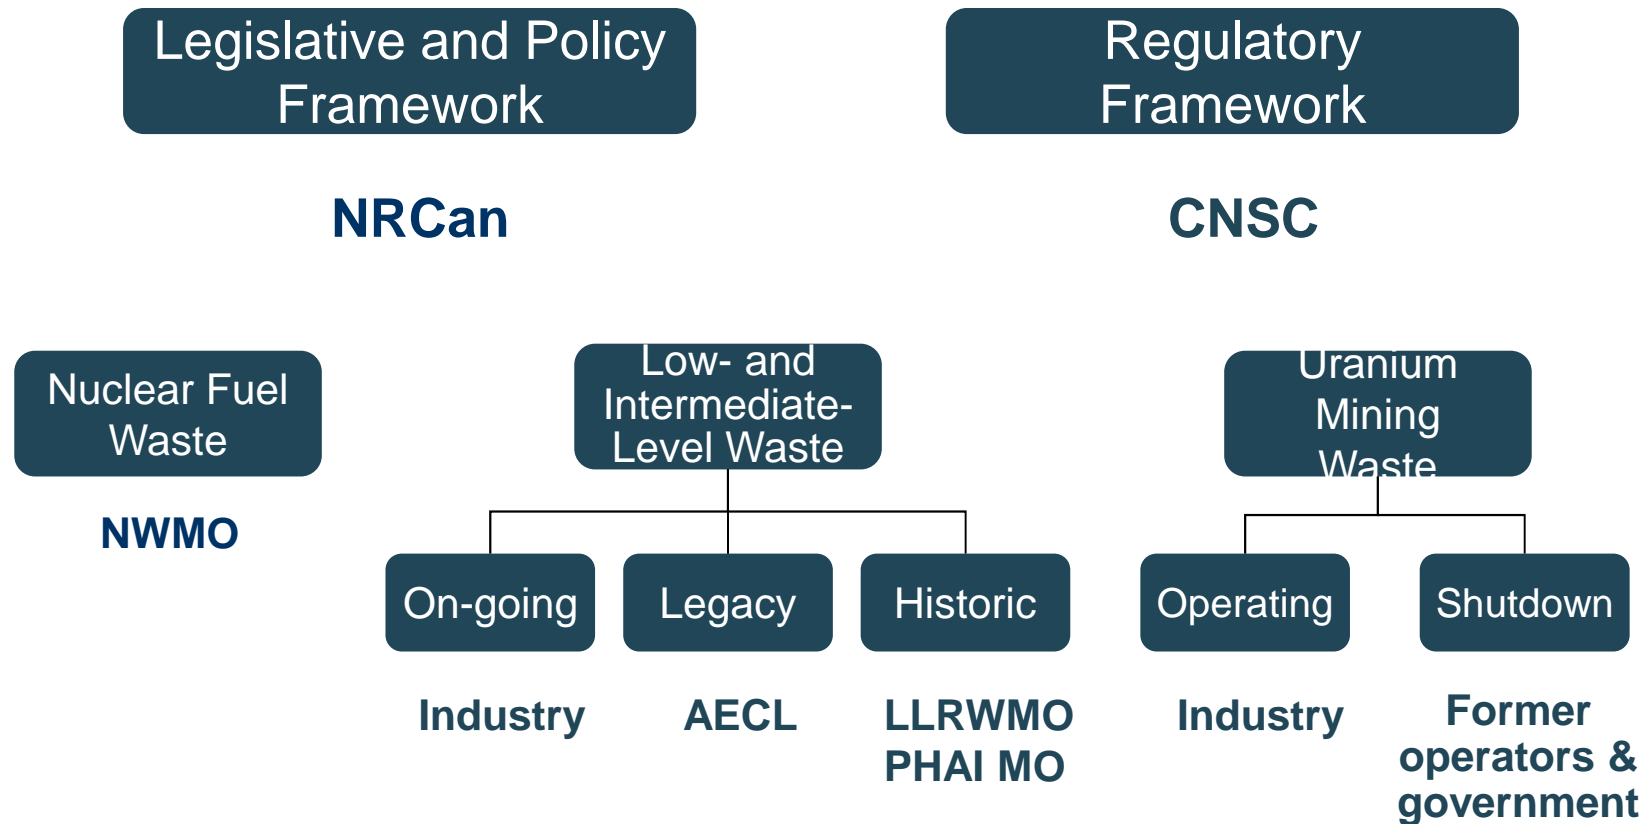 Legislative and Policy
Framework
Regulatory
Framework
NRCan
CNSC
Nuclear Fuel
Waste
NWMO
Low- and
Intermediate-
Level Waste
Uranium
Mining
Waste
On-going
Legacy
Historic
Operating
Shutdown
Industry
AECL
LLRWMO
PHAI MO
Industry
Former
operators &
government